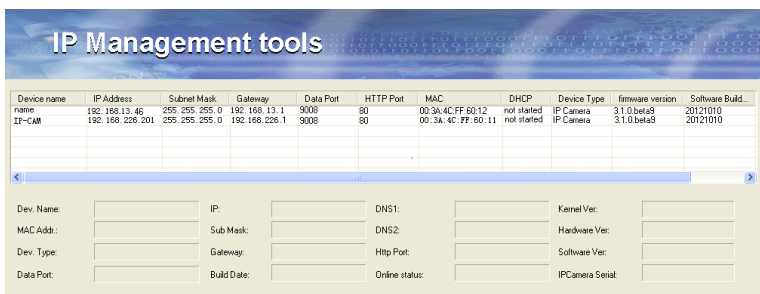 IP Management tools
Device name IP Address Subnet Mask Gateway Data Port HTTP Port MAC DHCP Device Type firmware version Software Build...
name 192.168.13.46 255.255.255.0 192.168.13.1 9008 80 00:3A:4C:FF:60:12 not started IP Camera 3.1.0.beta9 20121010
IP-CAM 192.168.226.201 255.255.255.0 192.168.226.1 9008 80 00:3A:4C:FF:60:11 not started IP Camera 3.1.0.beta9 20121010
Dev. Name: IP: DNS1: Kernel Ver:
MAC Addr.: Sub Mask: DNS2: Hardware Ver:
Dev. Type: Gateway: Http Port: Software Ver:
Data Port: Build Date: Online status: IPCamera Serial: